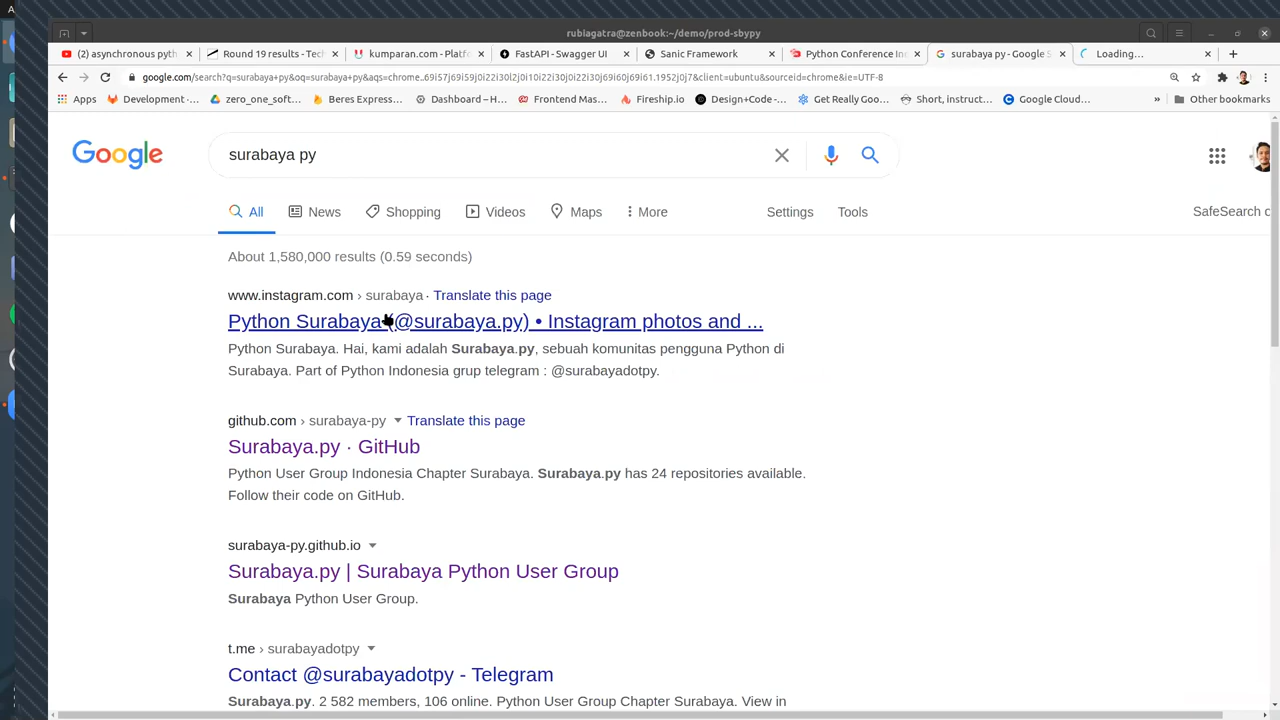 rubiagatra@zenbook:~/demo/prod-sbypy
(2) asynchronous pyth
Round 19 results - Tech
kumparan.com - Platfo
FastAPI - Swagger UI
Sanic Framework
Python Conference In
surabaya py - Google S
Loading...
google.com/search?q=surabaya+py&oq=surabaya+py&aqs=chrome..69i57j69i59j0i22i30l2j0i10i22i30j0i22i30j69i60j69i61.1952j0j7&client=ubuntu&sourceid=chrome&ie=UTF-8
Apps
Development -...
zero_one_soft...
Beres Express...
Dashboard – H...
Frontend Mas...
Fireship.io
Design+Code -...
Get Really Goo...
Short, instruct...
Google Cloud...
»
Other bookmarks
Google
surabaya py
All
News
Shopping
Videos
Maps
More
Settings
Tools
SafeSearch
About 1,580,000 results (0.59 seconds)
www.instagram.com › surabaya · Translate this page
Python Surabaya (@surabaya.py) • Instagram photos and ...
Python Surabaya. Hai, kami adalah Surabaya.py, sebuah komunitas pengguna Python di
Surabaya. Part of Python Indonesia grup telegram : @surabayadotpy.
github.com › surabaya-py Translate this page
Surabaya.py · GitHub
Python User Group Indonesia Chapter Surabaya. Surabaya.py has 24 repositories available.
Follow their code on GitHub.
surabaya-py.github.io
Surabaya.py | Surabaya Python User Group
Surabaya Python User Group.
t.me › surabayadotpy
Contact @surabayadotpy - Telegram
Surabaya.py. 2 582 members, 106 online. Python User Group Chapter Surabaya. View in